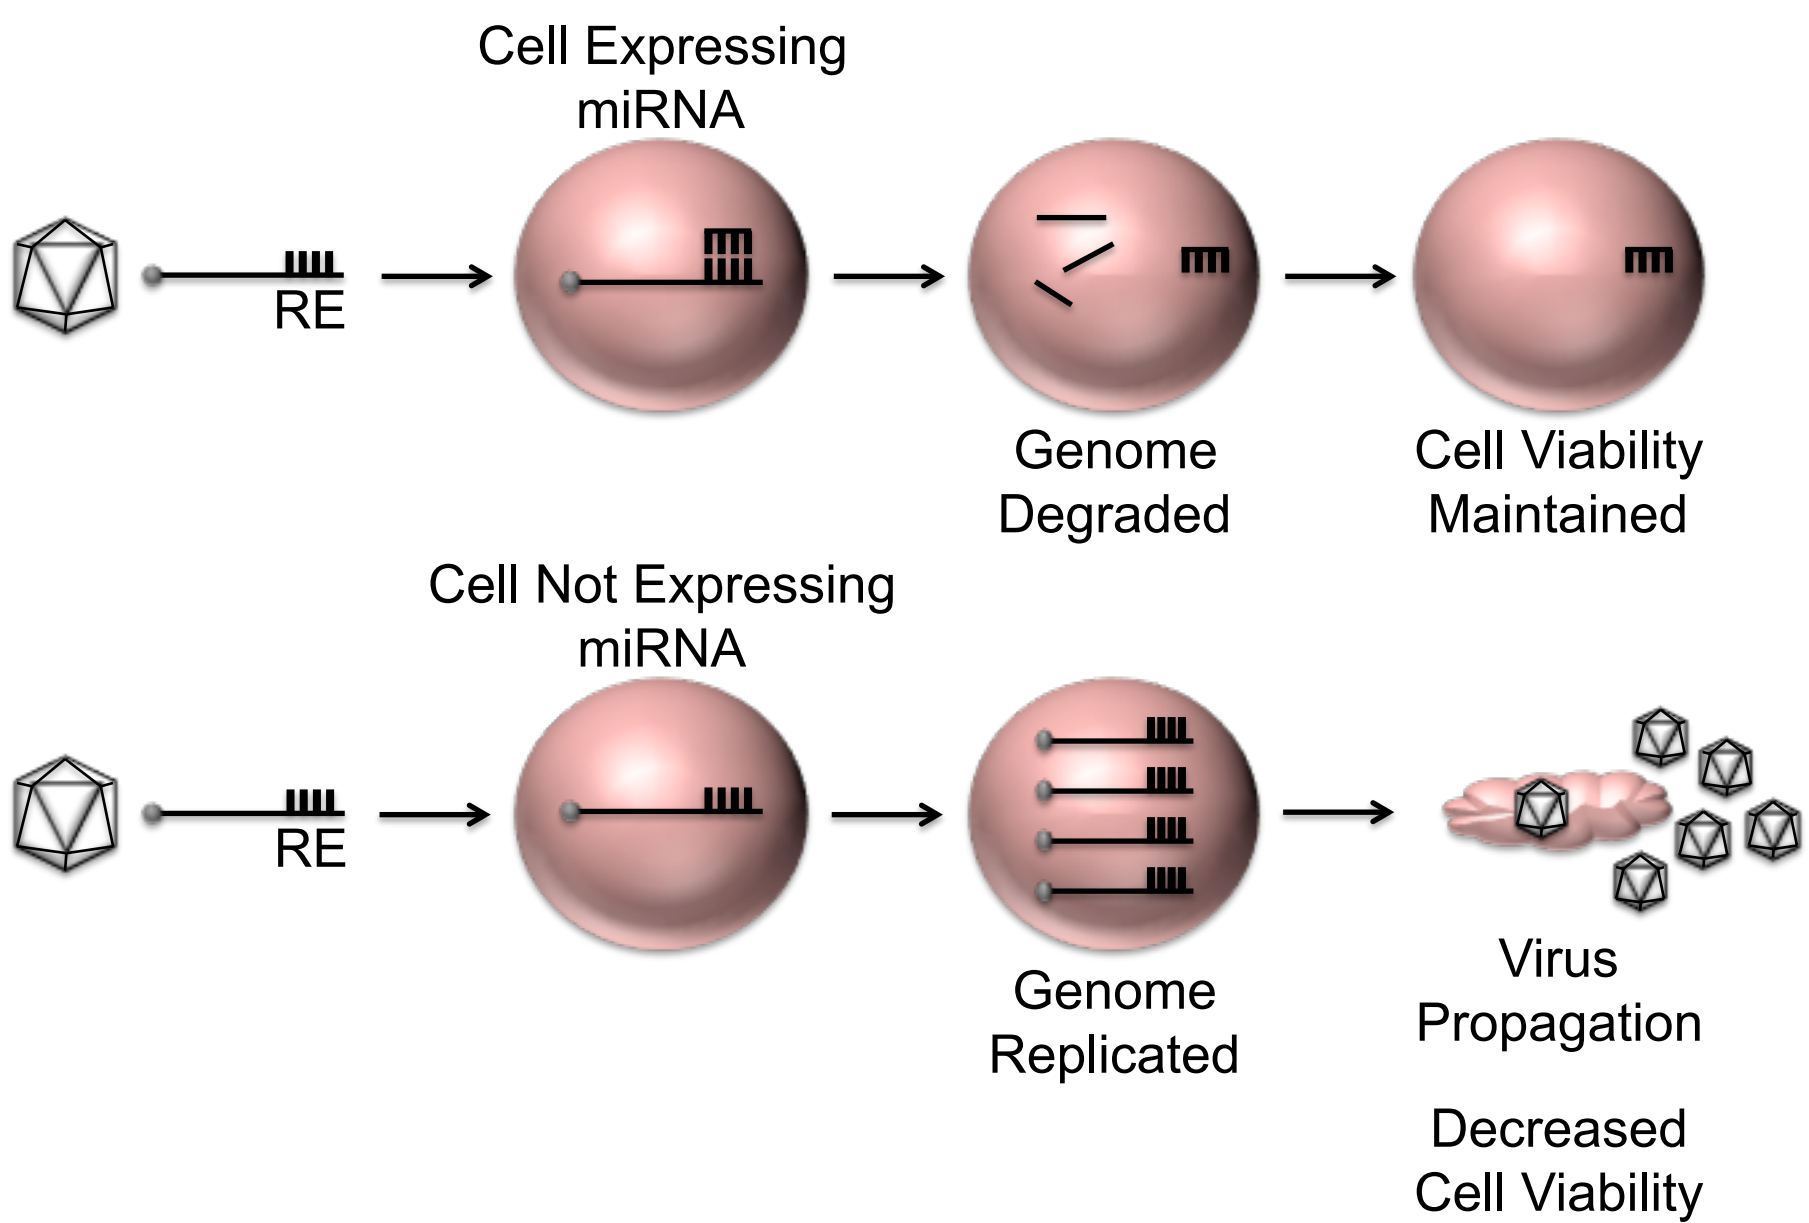 Cell Expressing
miRNA
RE
Genome
Degraded
Cell Viability
Maintained
Cell Not Expressing
miRNA
RE
Genome
Replicated
Virus
Propagation
Decreased
Cell Viability